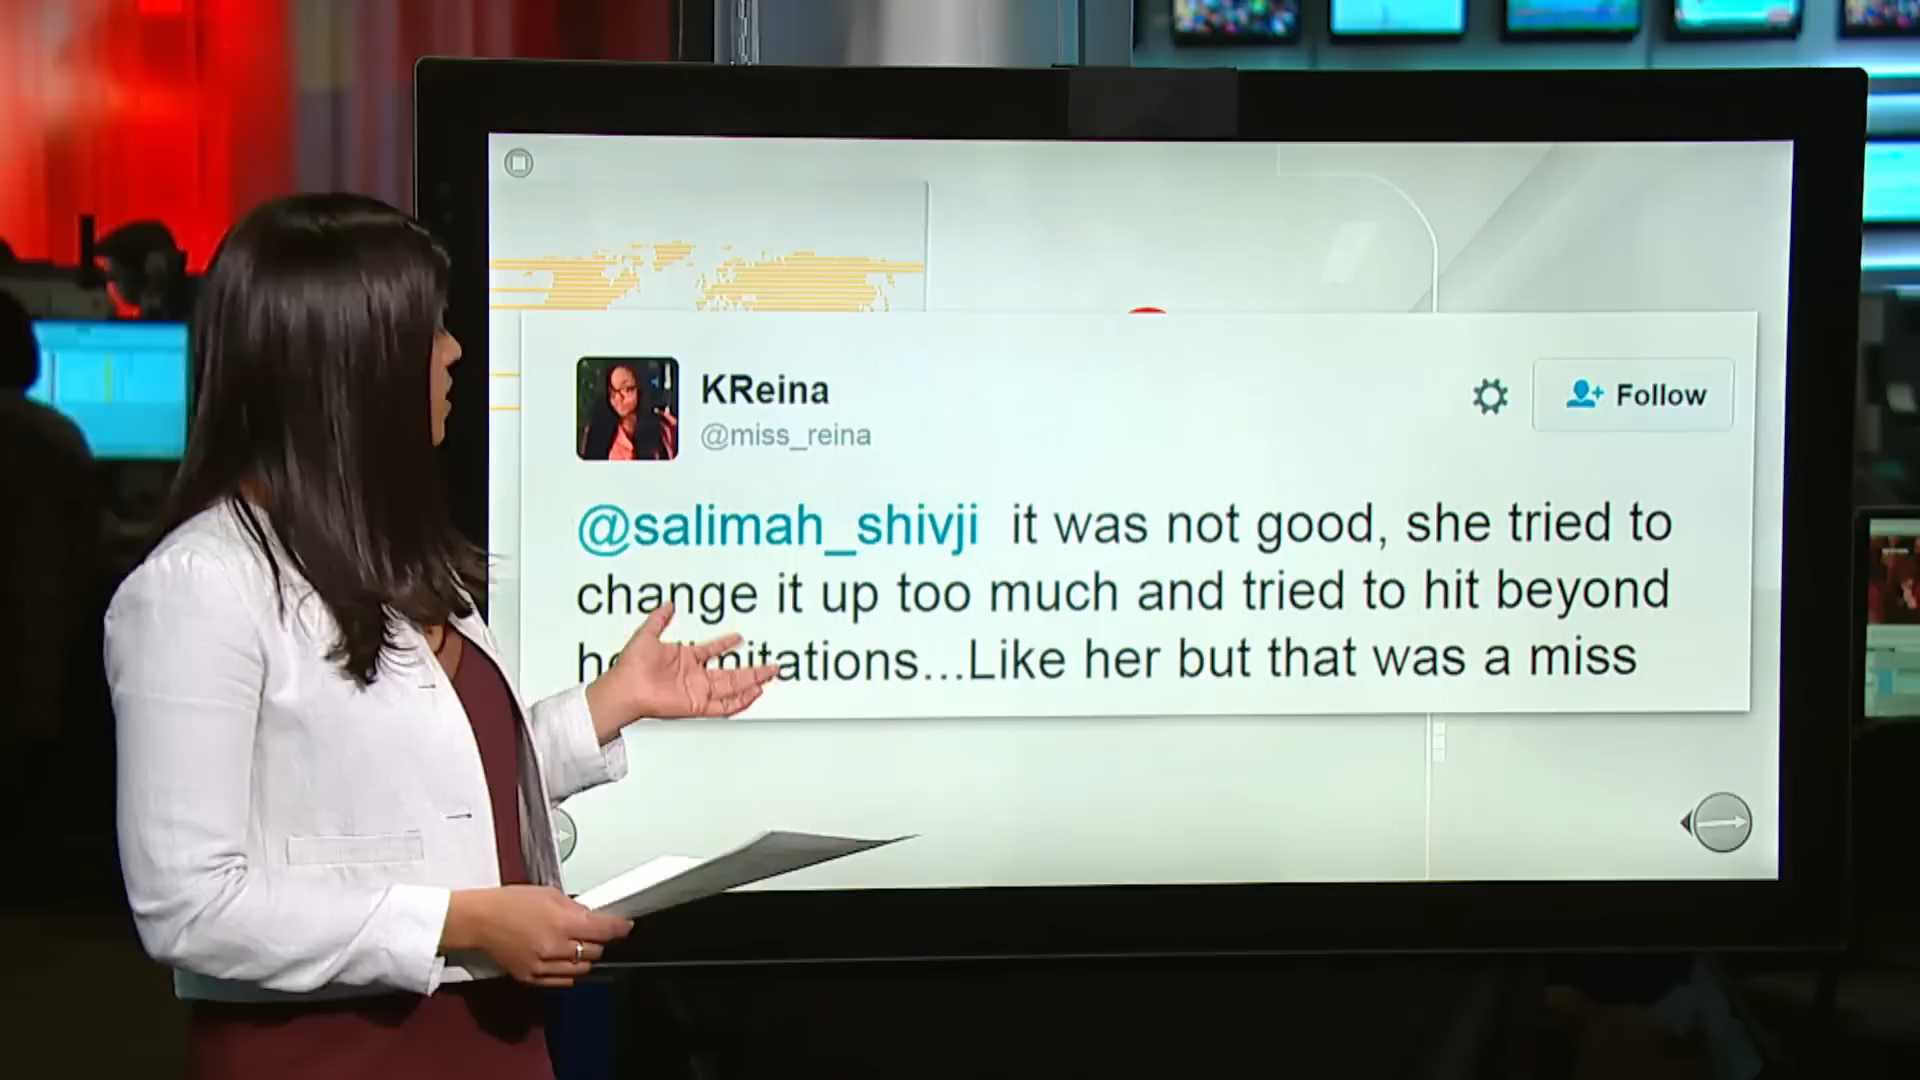 KReina
@miss_reina
Follow
@salimah_shivji it was not good, she tried to
change it up too much and tried to hit beyond
limitations...Like her but that was a miss